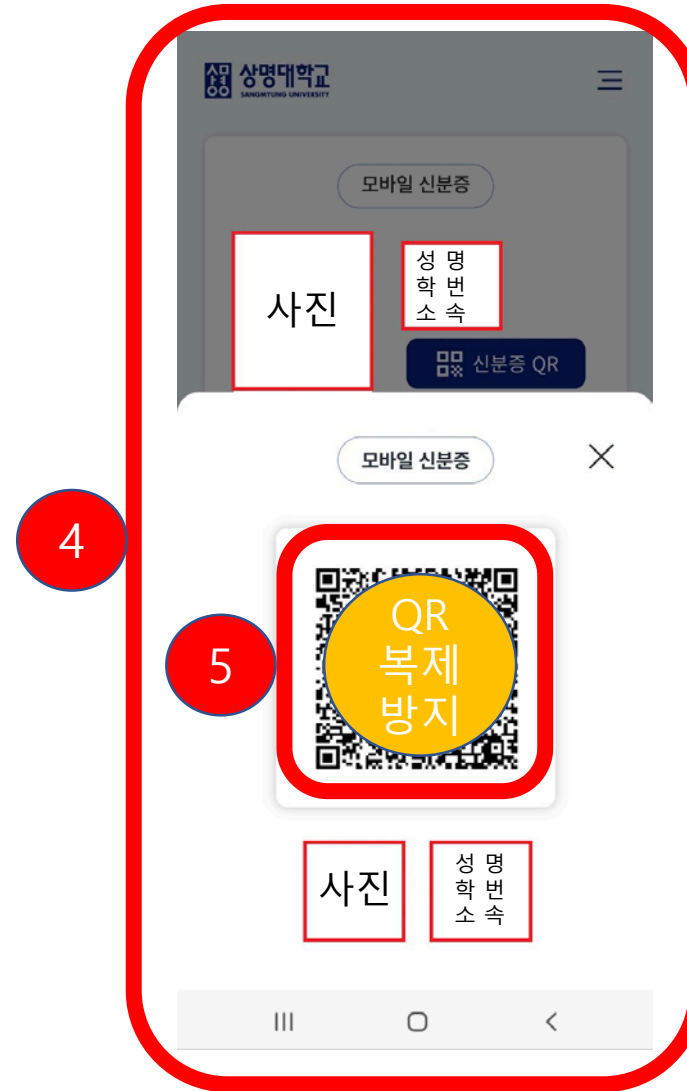 상명대학교
SANGMYUNG UNIVERSITY
모바일 신분증
사진
성 명
학 번
소 속
신분증 QR
모바일 신분증
4
5
QR
복제
방지
사진
성 명
학 번
소 속